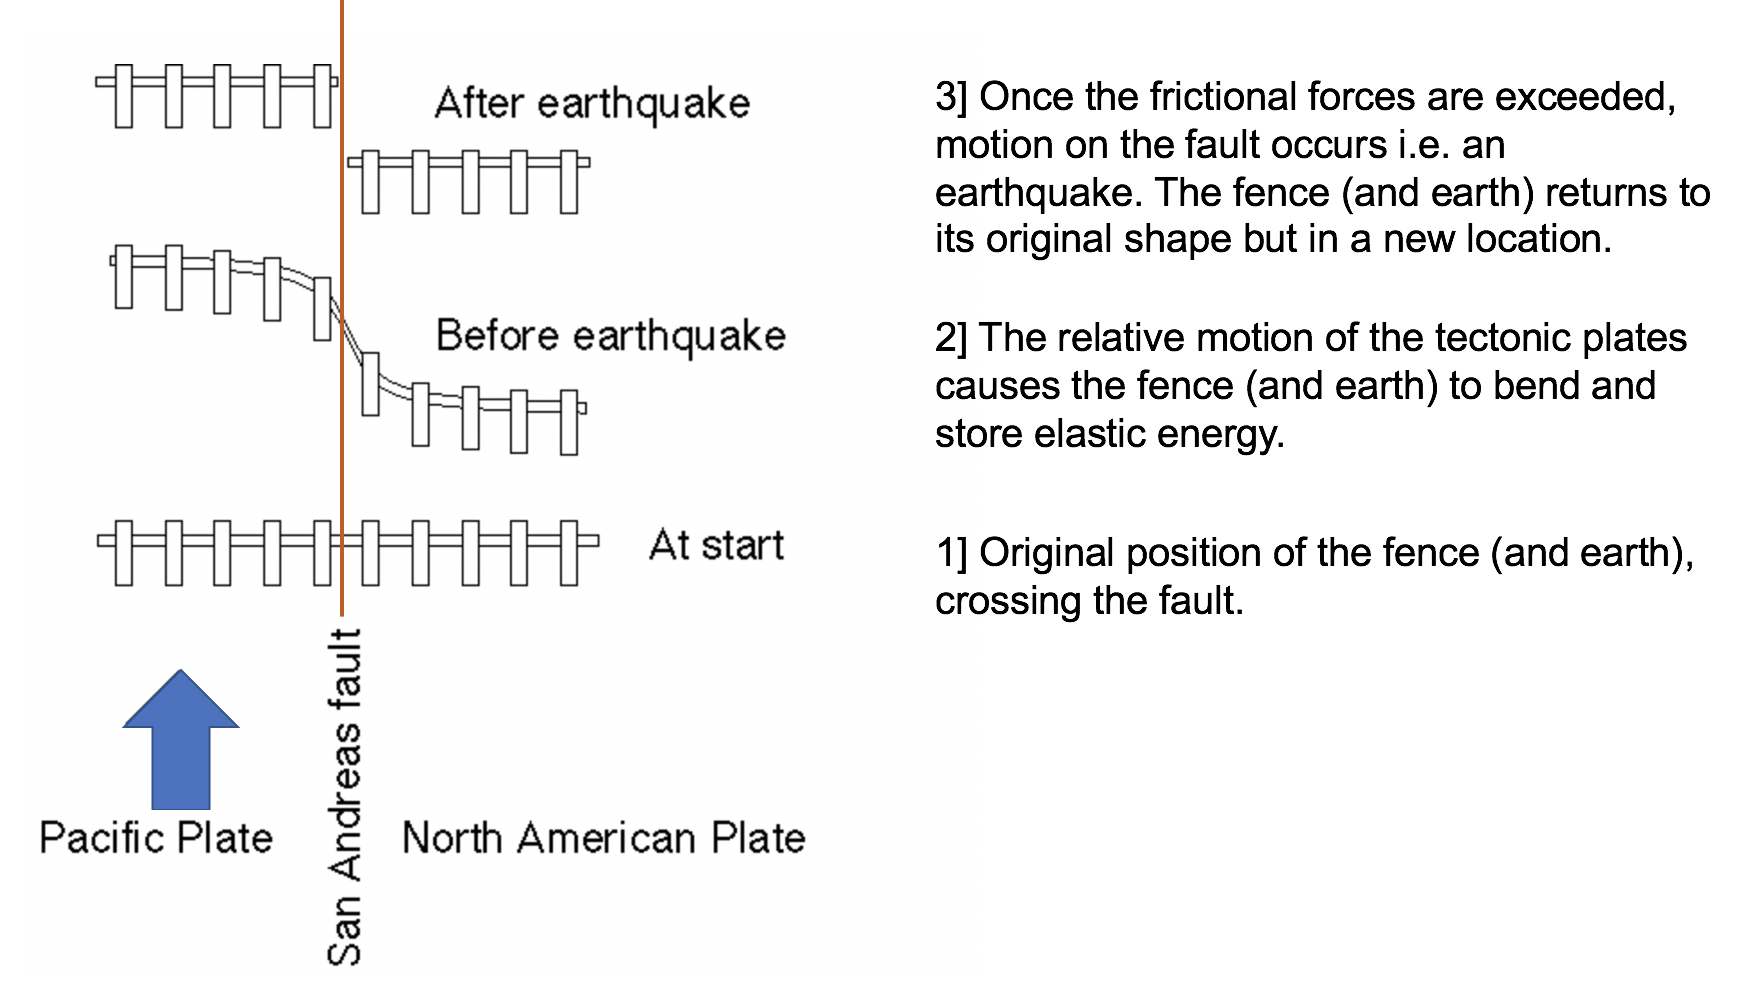 After earthquake
3] Once the frictional forces are exceeded,
motion on the fault occurs i.e. an
earthquake. The fence (and earth) returns to
its original shape but in a new location.
Before earthquake
2] The relative motion of the tectonic plates
causes the fence (and earth) to bend and
store elastic energy.
At start
1] Original position of the fence (and earth),
crossing the fault.
San Andreas fault
Pacific Plate
North American Plate